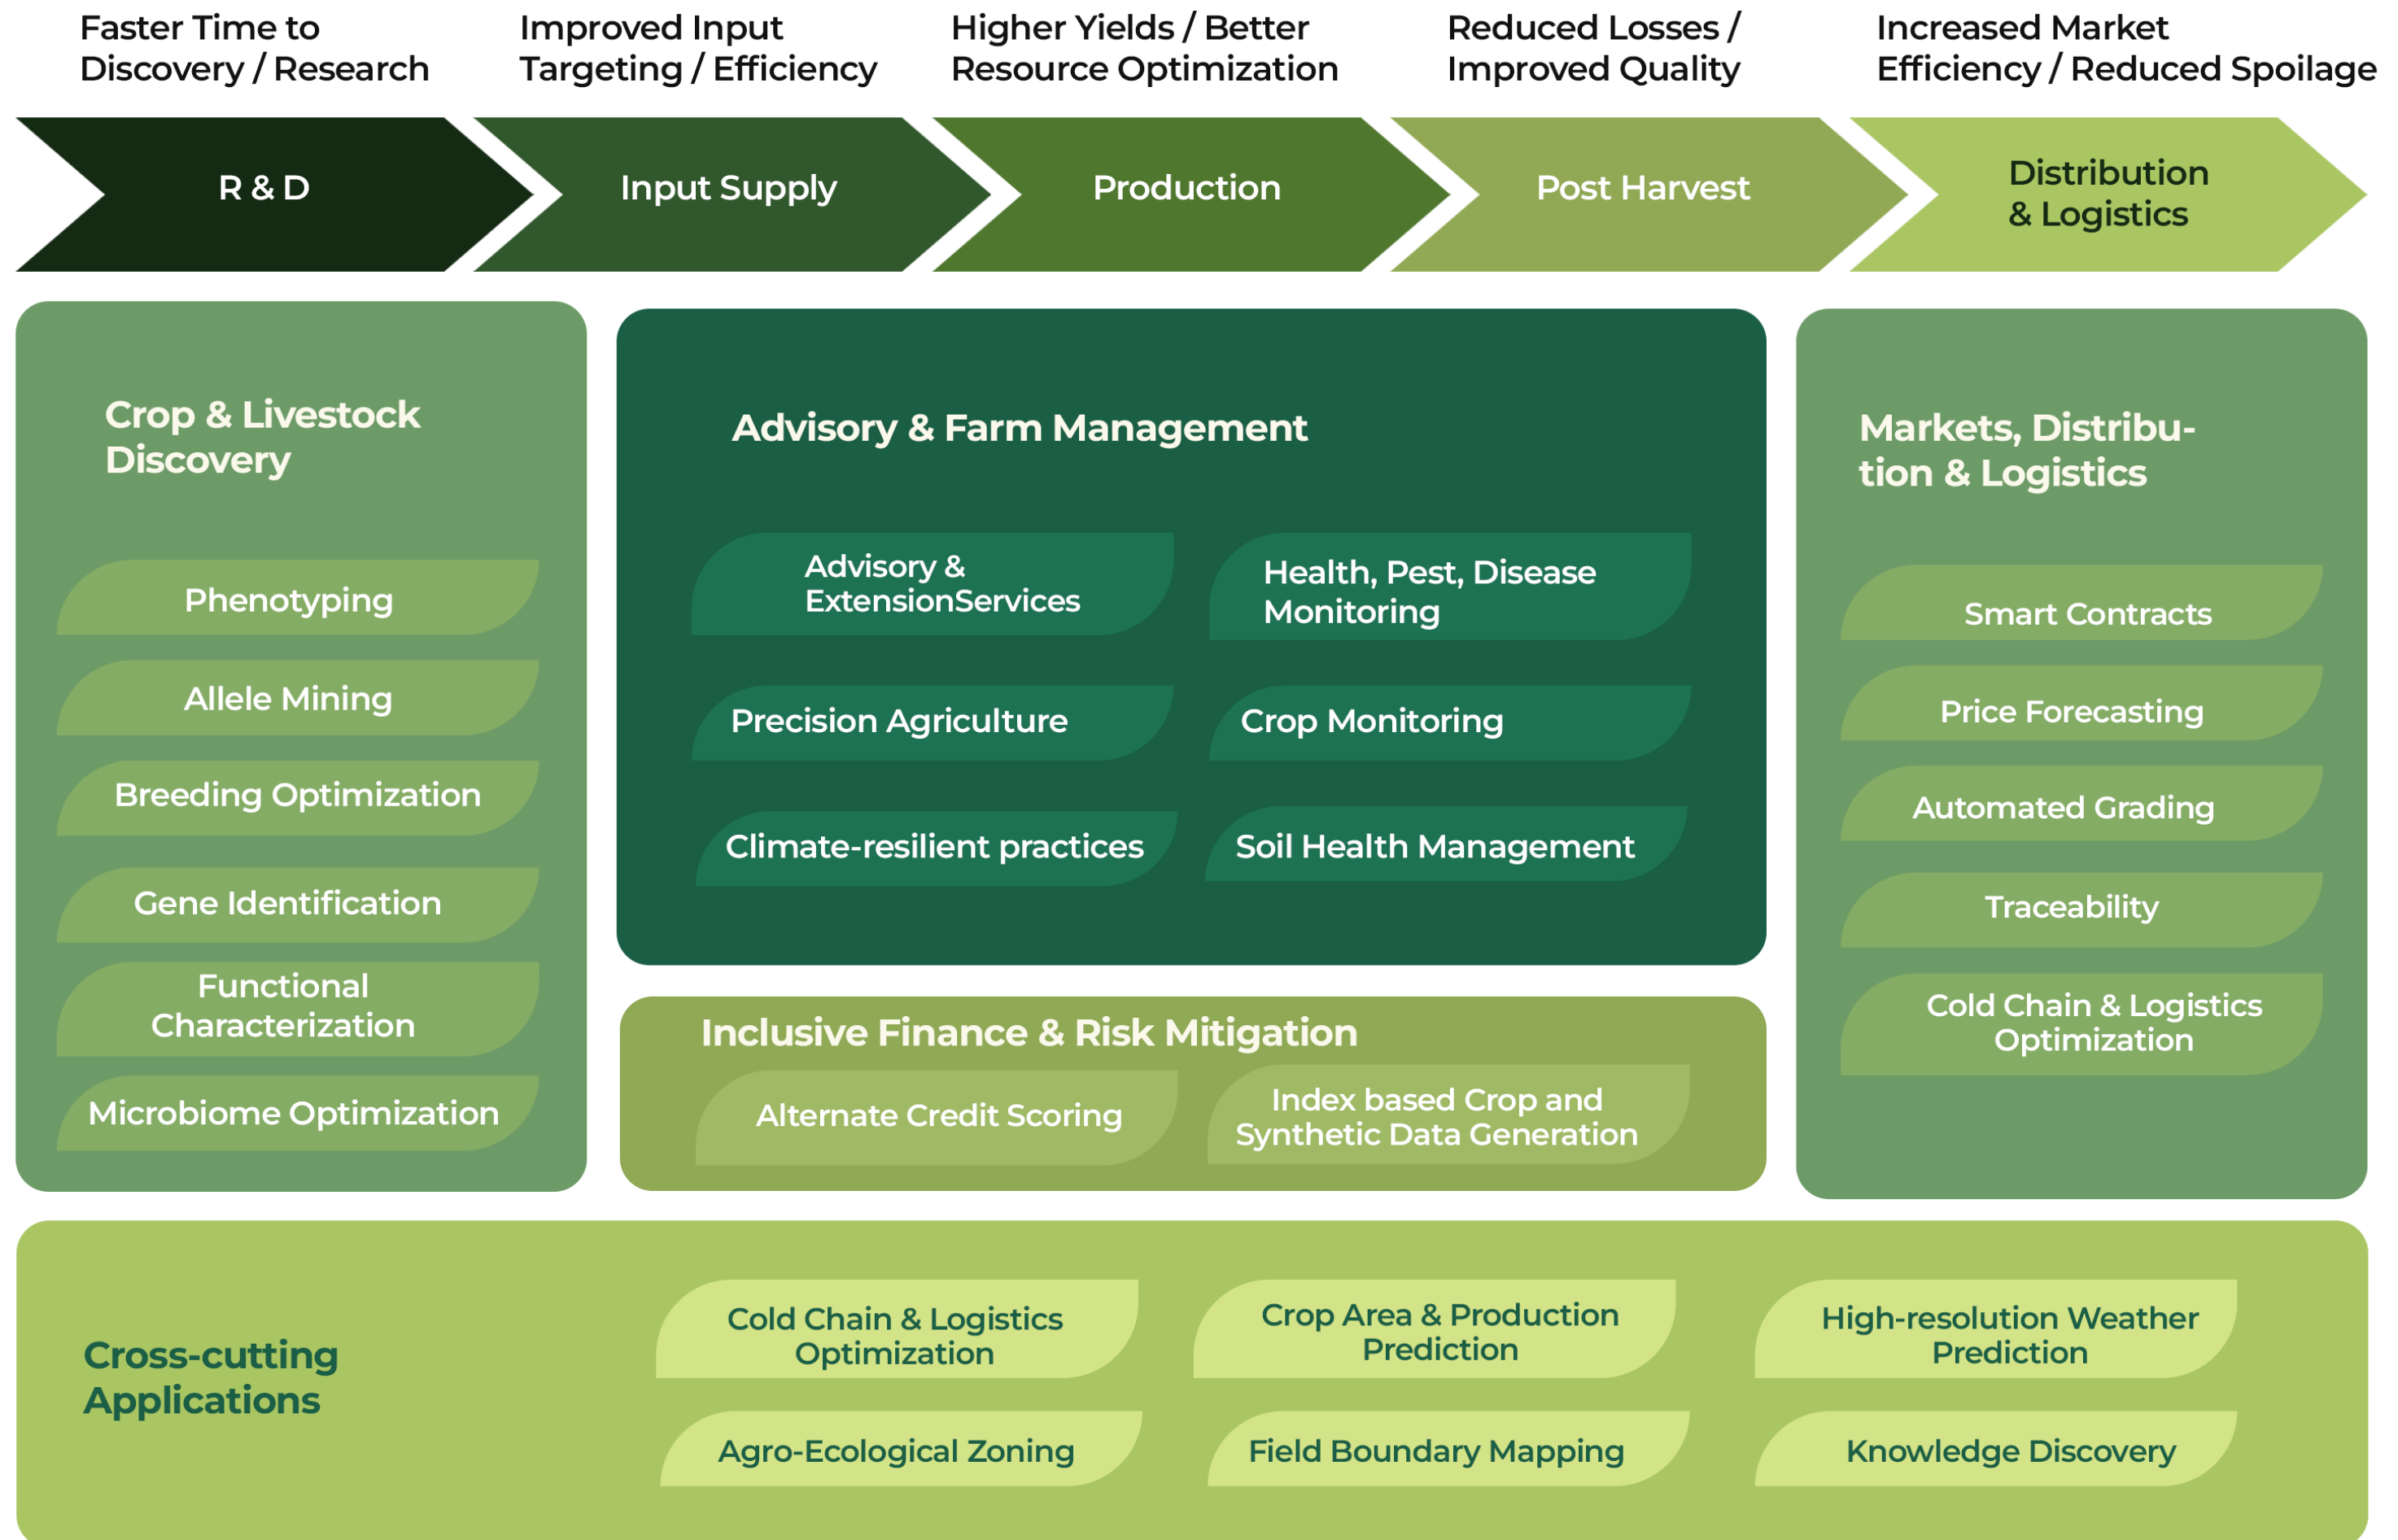 Faster Time to
Discovery / Research
Improved Input
Targeting / Efficiency
Higher Yields / Better
Resource Optimization
Reduced Losses /
Improved Quality
Increased Market
Efficiency / Reduced Spoilage
R & D
Input Supply
Production
Post Harvest
Distribution
& Logistics
Crop & Livestock
Discovery
Phenotyping
Allele Mining
Breeding Optimization
Gene Identification
Functional
Characterization
Microbiome Optimization
Advisory & Farm Management
Advisory &
ExtensionServices
Health, Pest, Disease
Monitoring
Precision Agriculture
Crop Monitoring
Climate-resilient practices
Soil Health Management
Inclusive Finance & Risk Mitigation
Alternate Credit Scoring
Index based Crop and
Synthetic Data Generation
Markets, Distribu-
tion & Logistics
Smart Contracts
Price Forecasting
Automated Grading
Traceability
Cold Chain & Logistics
Optimization
Cross-cutting
Applications
Cold Chain & Logistics
Optimization
Crop Area & Production
Prediction
High-resolution Weather
Prediction
Agro-Ecological Zoning
Field Boundary Mapping
Knowledge Discovery